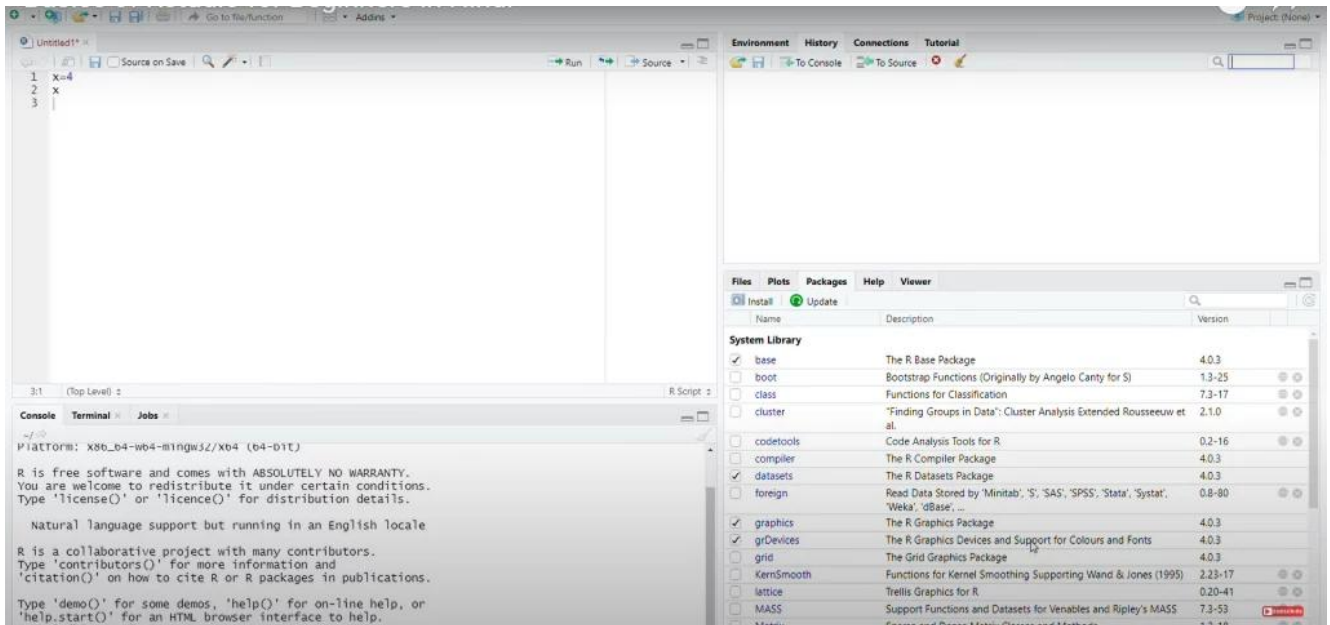 Go to file/function
Addins
Project: (None)
Untitled1*
Source on Save
Run
Source
1 x=4
2 x
3
3:1
(Top Level)
R Script
Console
Terminal
Jobs
~/
Platform: x86_64-w64-mingw32/x64 (64-bit)
R is free software and comes with ABSOLUTELY NO WARRANTY.
You are welcome to redistribute it under certain conditions.
Type 'license()' or 'licence()' for distribution details.
Natural language support but running in an English locale
R is a collaborative project with many contributors.
Type 'contributors()' for more information and
'citation()' on how to cite R or R packages in publications.
Type 'demo()' for some demos, 'help()' for on-line help, or
'help.start()' for an HTML browser interface to help.
Environment History Connections Tutorial
To Console To Source
Files Plots Packages Help Viewer
Install Update
Name Description Version
System Library
base The R Base Package 4.0.3
boot Bootstrap Functions (Originally by Angelo Canty for S) 1.3-25
class Functions for Classification 7.3-17
cluster "Finding Groups in Data": Cluster Analysis Extended Rousseeuw et 2.1.0
al.
codetools Code Analysis Tools for R 0.2-16
compiler The R Compiler Package 4.0.3
datasets The R Datasets Package 4.0.3
foreign Read Data Stored by 'Minitab', 'S', 'SAS', 'SPSS', 'Stata', 'Systat', 0.8-80
'Weka', 'dBase', ...
graphics The R Graphics Package 4.0.3
grDevices The R Graphics Devices and Support for Colours and Fonts 4.0.3
grid The Grid Graphics Package 4.0.3
KernSmooth Functions for Kernel Smoothing Supporting Wand & Jones (1995) 2.23-17
lattice Trellis Graphics for R 0.20-41
MASS Support Functions and Datasets for Venables and Ripley's MASS 7.3-53